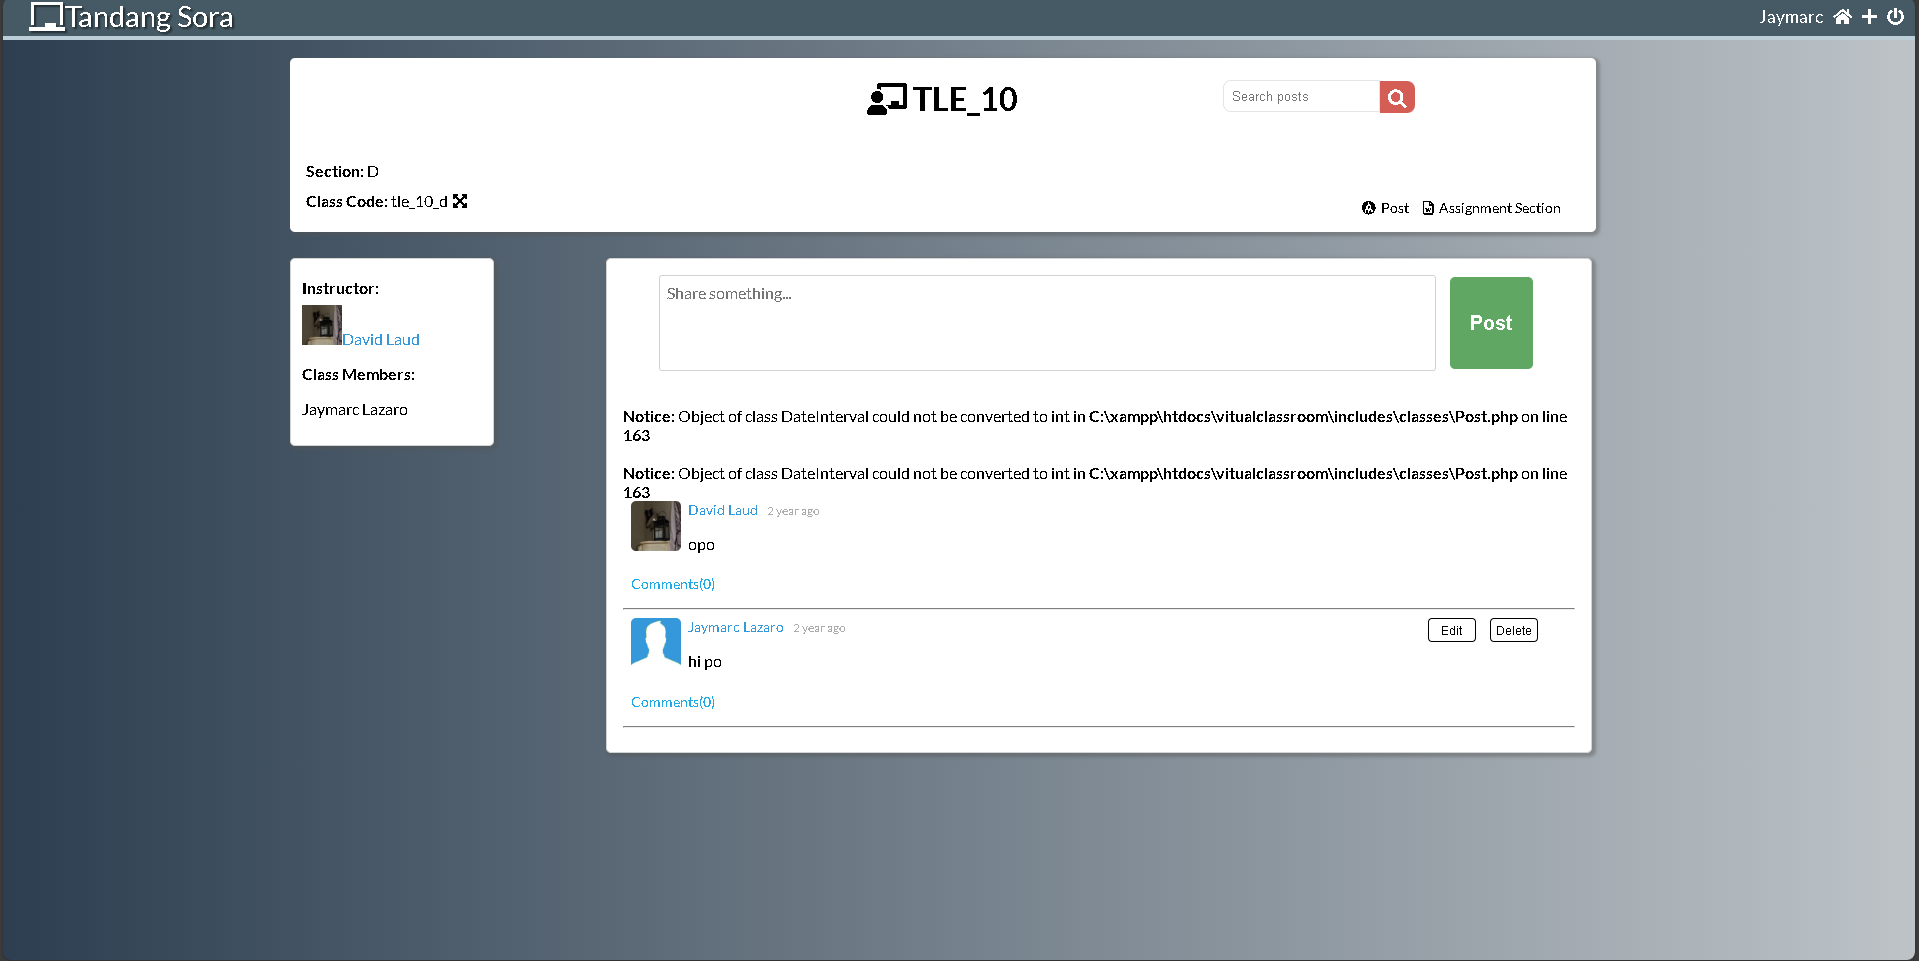 Tandang Sora
Jaymarc
TLE_10
Search posts
Section: D
Class Code: tle_10_d
Post
Assignment Section
Instructor:
David Laud
Class Members:
Jaymarc Lazaro
Share something...
Post
Notice: Object of class DateInterval could not be converted to int in C:\xampp\htdocs\vitualclassroom\includes\classes\Post.php on line
163
Notice: Object of class DateInterval could not be converted to int in C:\xampp\htdocs\vitualclassroom\includes\classes\Post.php on line
163
David Laud 2 year ago
opo
Comments(0)
Jaymarc Lazaro 2 year ago
Edit Delete
hi po
Comments(0)